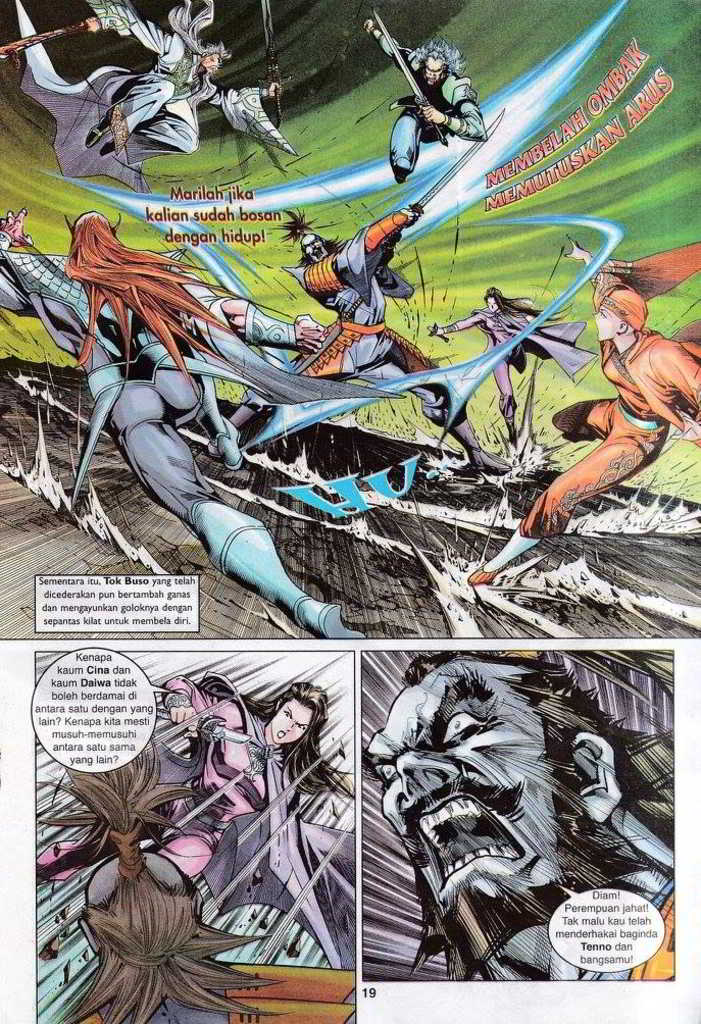 MEMBELAH OMBAK
MEMUTUSKAN ARUS
Marilah jika
kalian sudah bosan
dengan hidup!
HUA..
Sementara itu, Tok Buso yang telah
dicederakan pun bertambah ganas
dan mengayunkan goloknya dengan
sepantas kilat untuk membela diri.
Kenapa
kaum Cina dan
kaum Daiwa tidak
boleh berdamai di
antara satu dengan yang
lain? Kenapa kita mesti
musuh-memusuhi
antara satu sama
yang lain?
Diam!
Perempuan jahat!
Tak malu kau telah
menderhakai baginda
Tenno dan
bangsamu!
19